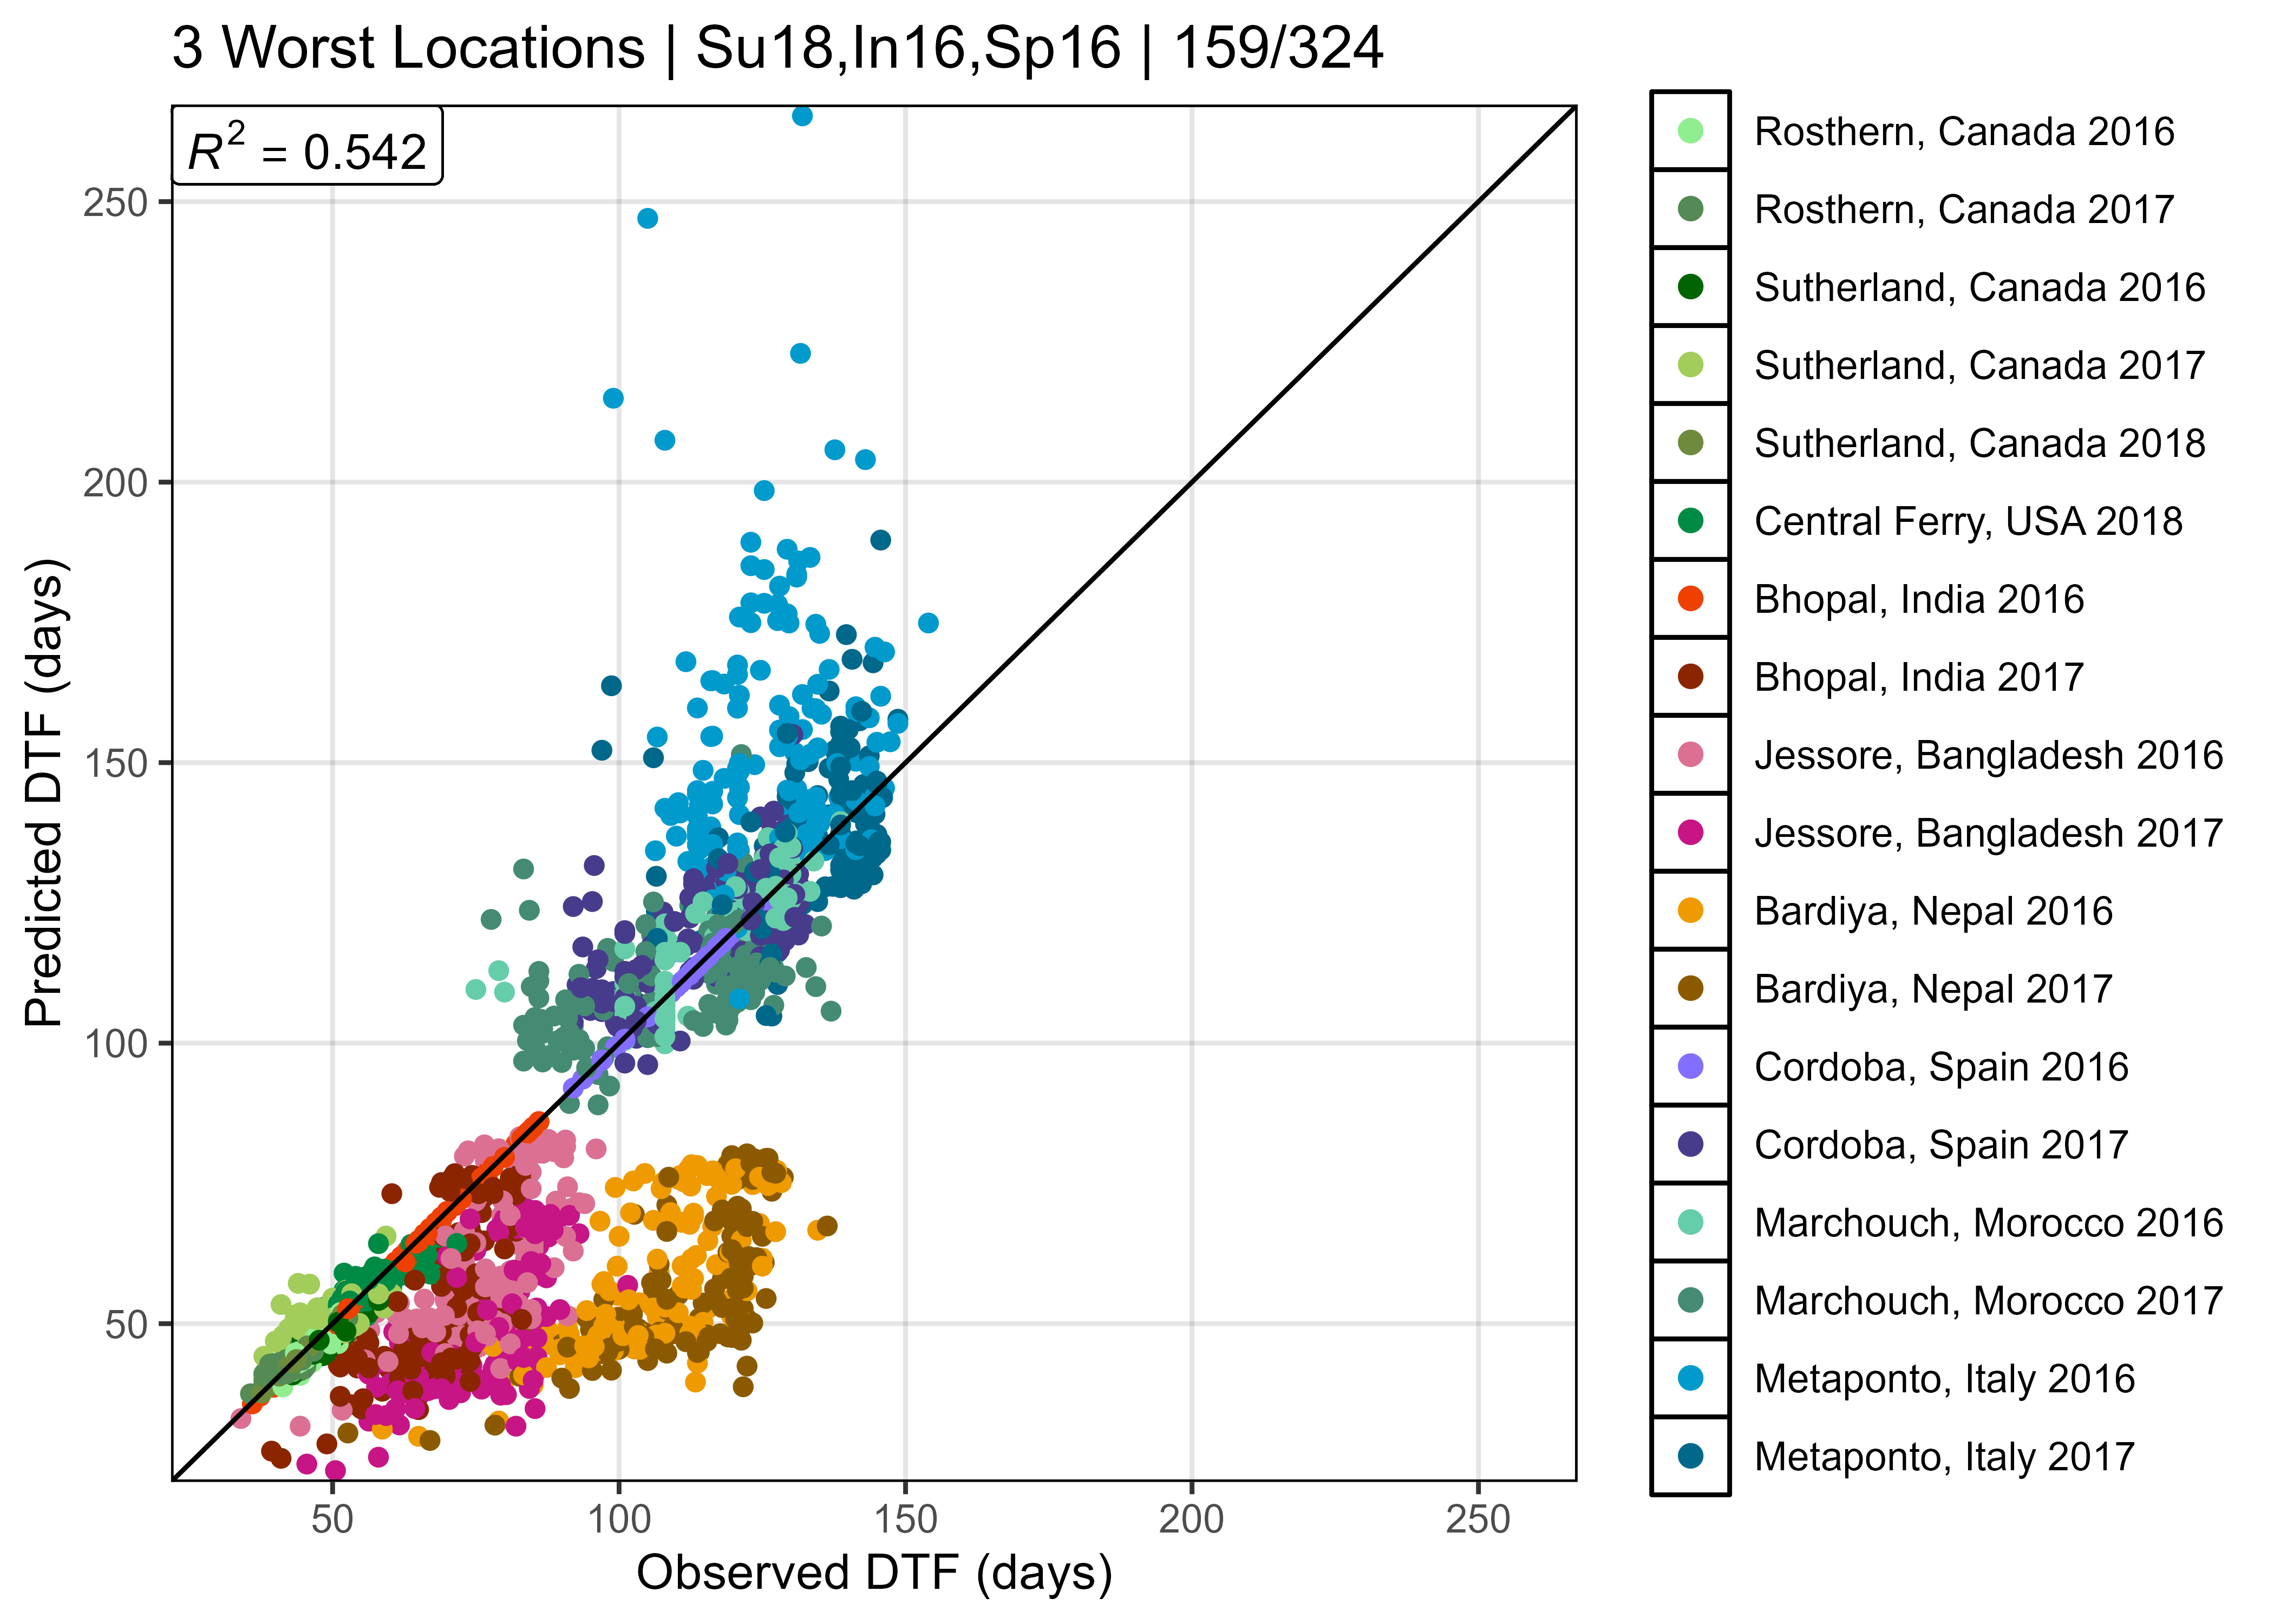 3 Worst Locations | Su18,In16,Sp16 | 159/324
R² = 0.542
Predicted DTF (days)
250
200
150
100
50
50 100 150 200 250
Observed DTF (days)
Rosthern, Canada 2016
Rosthern, Canada 2017
Sutherland, Canada 2016
Sutherland, Canada 2017
Sutherland, Canada 2018
Central Ferry, USA 2018
Bhopal, India 2016
Bhopal, India 2017
Jessore, Bangladesh 2016
Jessore, Bangladesh 2017
Bardiya, Nepal 2016
Bardiya, Nepal 2017
Cordoba, Spain 2016
Cordoba, Spain 2017
Marchouch, Morocco 2016
Marchouch, Morocco 2017
Metaponto, Italy 2016
Metaponto, Italy 2017